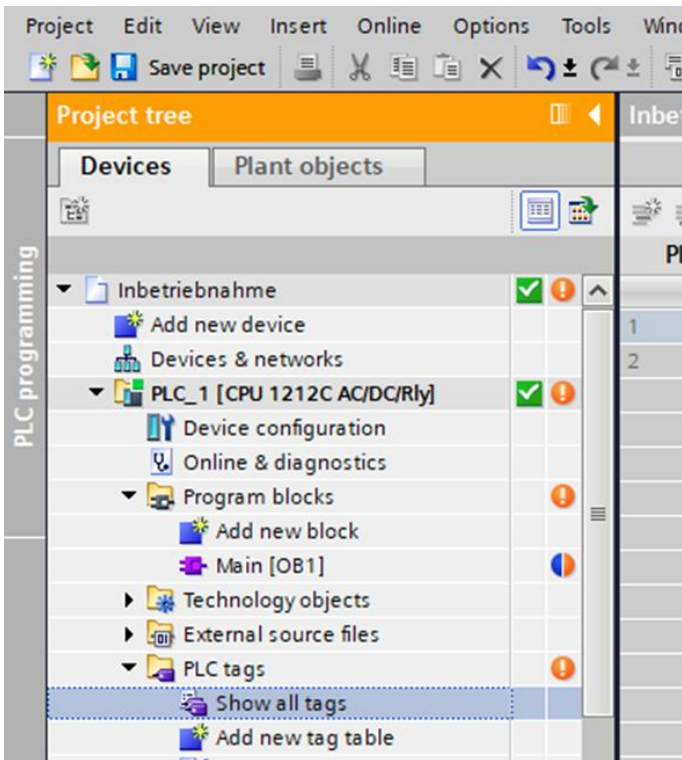 Project Edit View Insert Online Options Tools
Save project
Project tree
Devices Plant objects
PLC programming
Inbetriebnahme
Add new device
Devices & networks
PLC_1 [CPU 1212C AC/DC/Rly]
Device configuration
Online & diagnostics
Program blocks
Add new block
Main [OB1]
Technology objects
External source files
PLC tags
Show all tags
Add new tag table
1
2